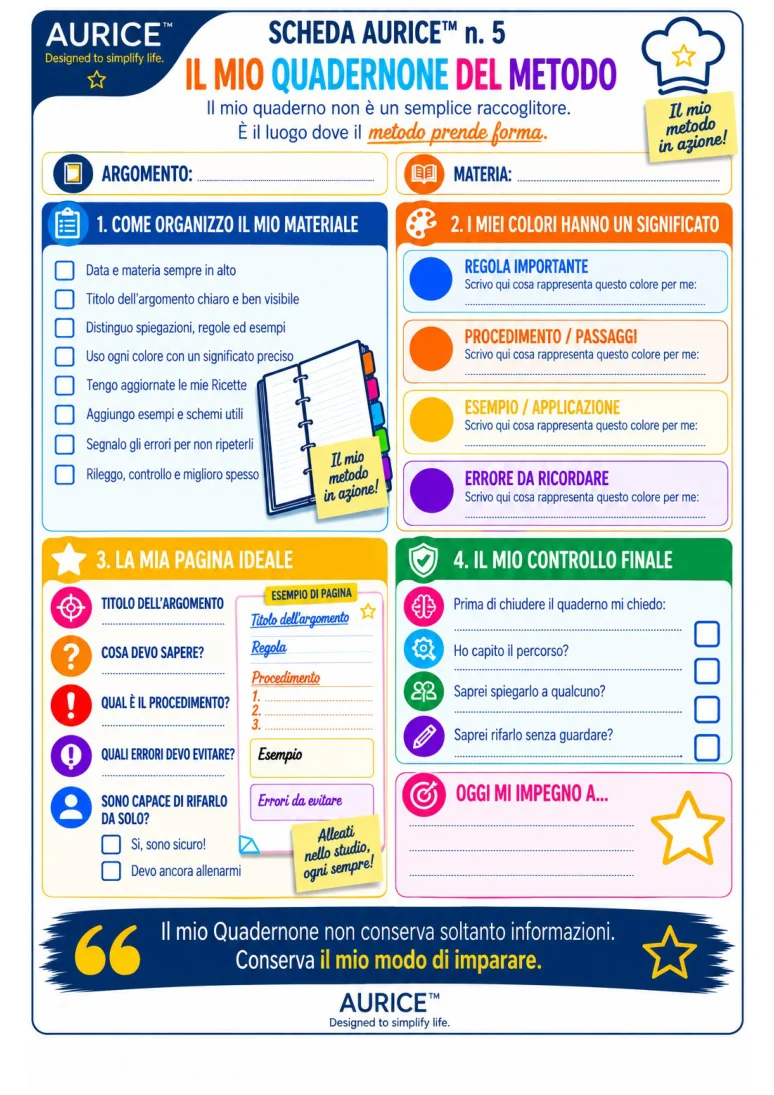 AURICE™
Designed to simplify life.
SCHEDA AURICE™ n. 5
IL MIO QUADERNONE DEL METODO
Il mio quaderno non è un semplice raccoglitore.
È il luogo dove il metodo prende forma.
Il mio
metodo
in azione!
ARGOMENTO:
MATERIA:
1. COME ORGANIZZO IL MIO MATERIALE
Data e materia sempre in alto
Titolo dell'argomento chiaro e ben visibile
Distinguo spiegazioni, regole ed esempi
Uso ogni colore con un significato preciso
Tengo aggiornate le mie Ricette
Aggiungo esempi e schemi utili
Segnalo gli errori per non ripeterli
Rileggo, controllo e miglioro spesso
Il mio
metodo
in azione!
2. I MIEI COLORI HANNO UN SIGNIFICATO
REGOLA IMPORTANTE
Scrivo qui cosa rappresenta questo colore per me:
PROCEDIMENTO / PASSAGGI
Scrivo qui cosa rappresenta questo colore per me:
ESEMPIO / APPLICAZIONE
Scrivo qui cosa rappresenta questo colore per me:
ERRORE DA RICORDARE
Scrivo qui cosa rappresenta questo colore per me:
3. LA MIA PAGINA IDEALE
TITOLO DELL'ARGOMENTO
COSA DEVO SAPERE?
QUAL È IL PROCEDIMENTO?
QUALI ERRORI DEVO EVITARE?
SONO CAPACE DI RIFARLO
DA SOLO?
Sì, sono sicuro!
Devo ancora allenarmi
ESEMPIO DI PAGINA
Titolo dell'argomento
Regola
Procedimento
1.
2.
3.
Esempio
Errori da evitare
Alleati
nello studio,
ogni sempre!
4. IL MIO CONTROLLO FINALE
Prima di chiudere il quaderno mi chiedo:
Ho capito il percorso?
Saprei spiegarlo a qualcuno?
Saprei rifarlo senza guardare?
OGGI MI IMPEGNO A...
Il mio Quadernone non conserva soltanto informazioni.
Conserva il mio modo di imparare.
AURICE™
Designed to simplify life.